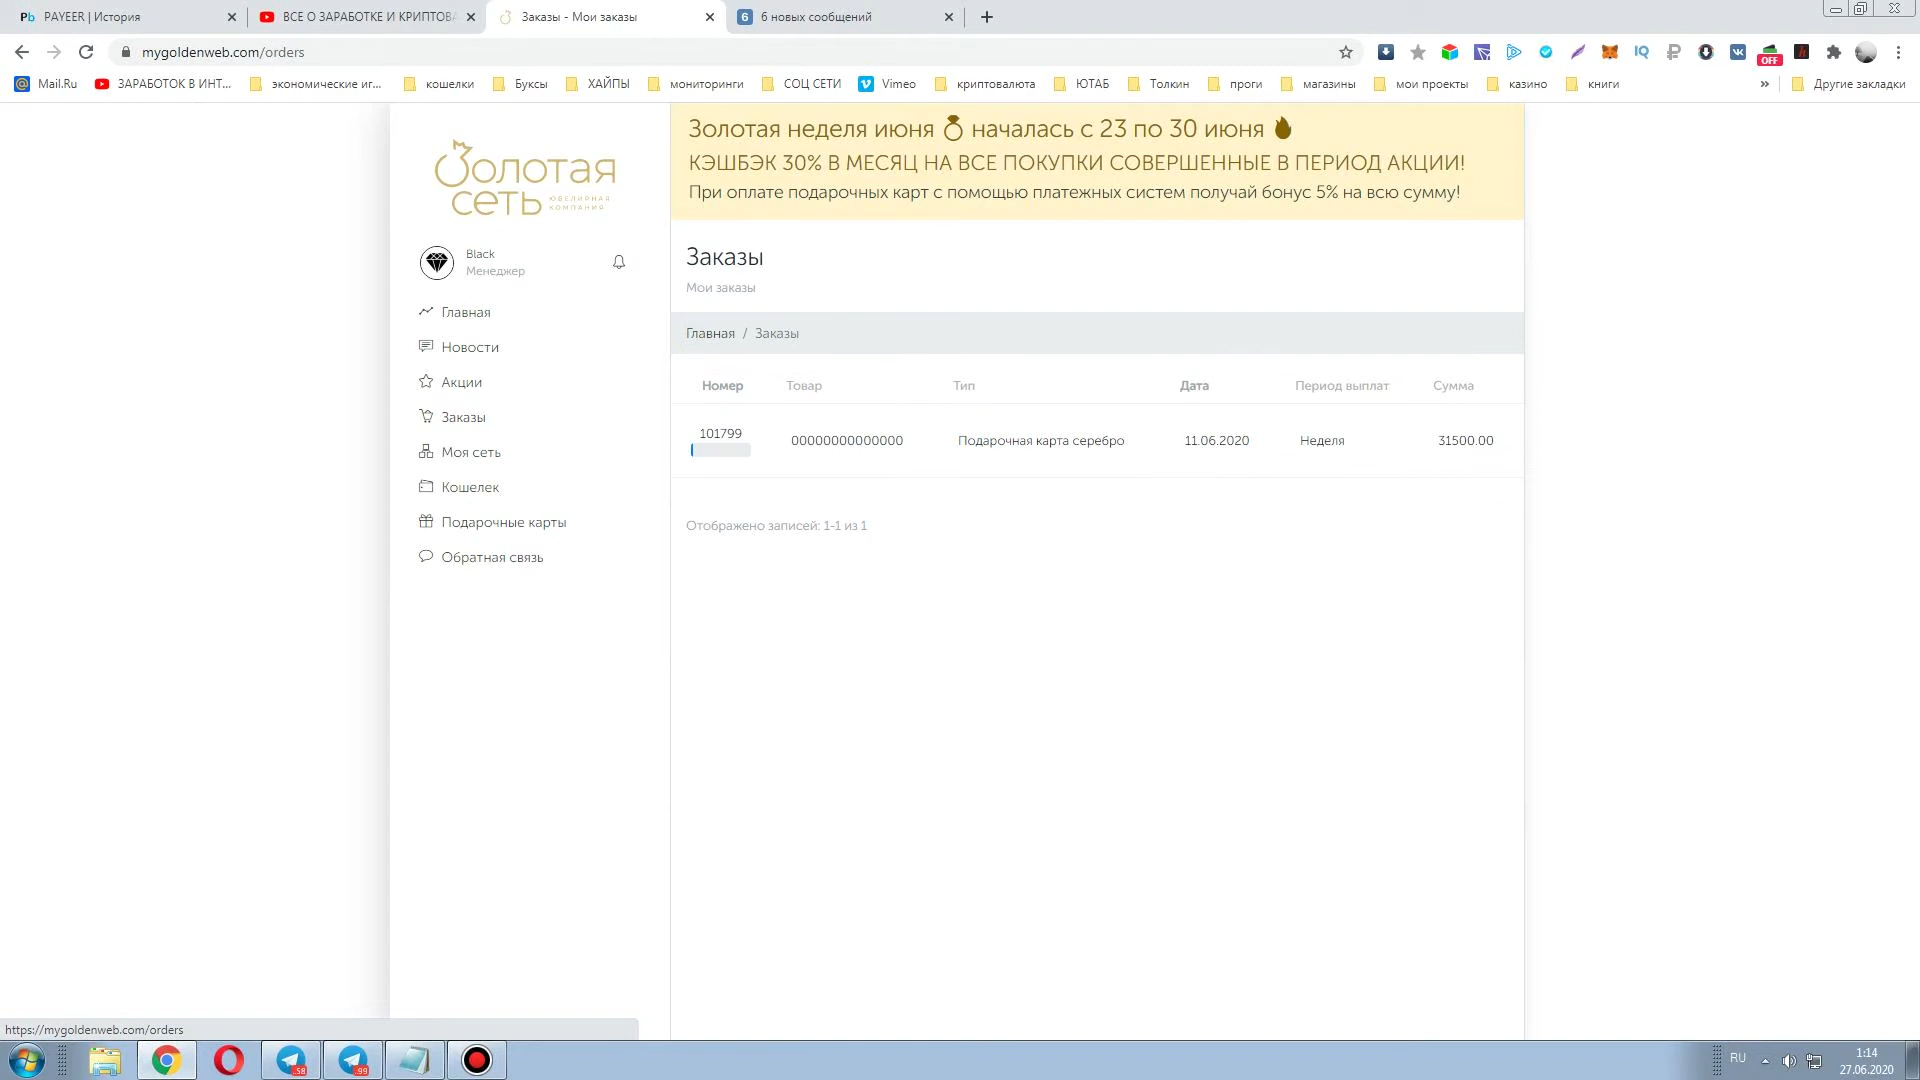 PAYEER | История
ВСЕ О ЗАРАБОТКЕ И КРИПТОВА
Заказы - Мои заказы
6 новых сообщений
mygoldenweb.com/orders
Mail.Ru
ЗАРАБОТОК В ИНТ...
экономические иг...
кошелки
Буксы
ХАЙПЫ
мониторинги
СОЦ СЕТИ
Vimeo
криптовалюта
ЮТАБ
Толкин
проги
магазины
мои проекты
казино
книги
Другие закладки
Золотая
сеть
ЮВЕЛИРНАЯ
КОМПАНИЯ
Black
Менеджер
Главная
Новости
Акции
Заказы
Моя сеть
Кошелек
Подарочные карты
Обратная связь
Золотая неделя июня началась с 23 по 30 июня
КЭШБЭК 30% В МЕСЯЦ НА ВСЕ ПОКУПКИ СОВЕРШЕННЫЕ В ПЕРИОД АКЦИИ!
При оплате подарочных карт с помощью платежных систем получай бонус 5% на всю сумму!
Заказы
Мои заказы
Главная / Заказы
Номер Товар Тип Дата Период выплат Сумма
101799 00000000000000 Подарочная карта серебро 11.06.2020 Неделя 31500.00
Отображено записей: 1-1 из 1
https://mygoldenweb.com/orders
RU
1:14
27.06.2020